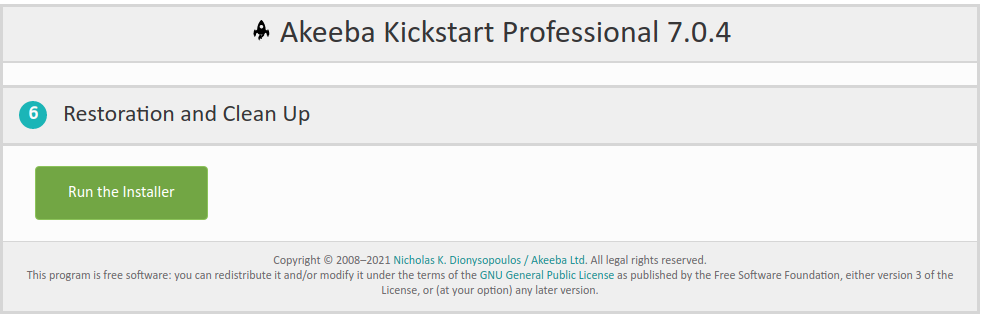 Akeeba Kickstart Professional 7.0.4
6 Restoration and Clean Up
Run the Installer
Copyright © 2008–2021 Nicholas K. Dionysopoulos / Akeeba Ltd. All legal rights reserved.
This program is free software: you can redistribute it and/or modify it under the terms of the GNU General Public License as published by the Free Software Foundation, either version 3 of the
License, or (at your option) any later version.